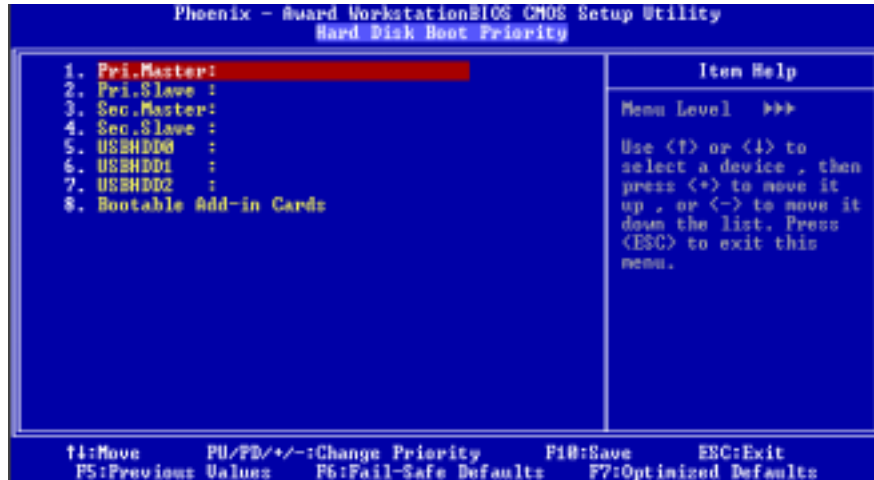 Phoenix - Award WorkstationBIOS CMOS Setup Utility
Hard Disk Boot Priority
1. Pri.Master:
2. Pri.Slave :
3. Sec.Master:
4. Sec.Slave :
5. USBHDD0 :
6. USBHDD1 :
7. USBHDD2 :
8. Bootable Add-in Cards
Item Help
Menu Level ▶▶▶
Use <↑> or <↓> to
select a device , then
press <+> to move it
up , or <-> to move it
down the list. Press
<ESC> to exit this
menu.
↑↓:Move PU/PD/+/-:Change Priority F10:Save ESC:Exit
F5:Previous Values F6:Fail-Safe Defaults F7:Optimized Defaults